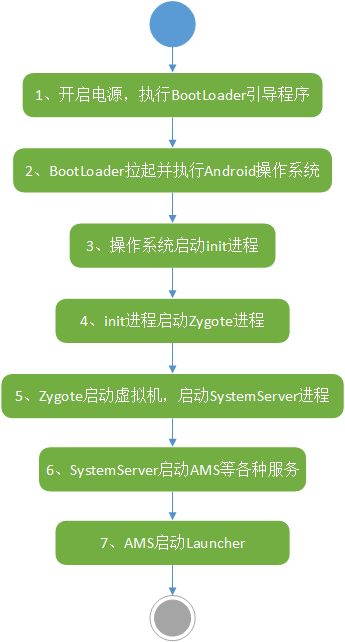 1、开启电源，执行BootLoader引导程序
2、BootLoader拉起并执行Android操作系统
3、操作系统启动init进程
4、init进程启动Zygote进程
5、Zygote启动虚拟机，启动SystemServer进程
6、SystemServer启动AMS等各种服务
7、AMS启动Launcher